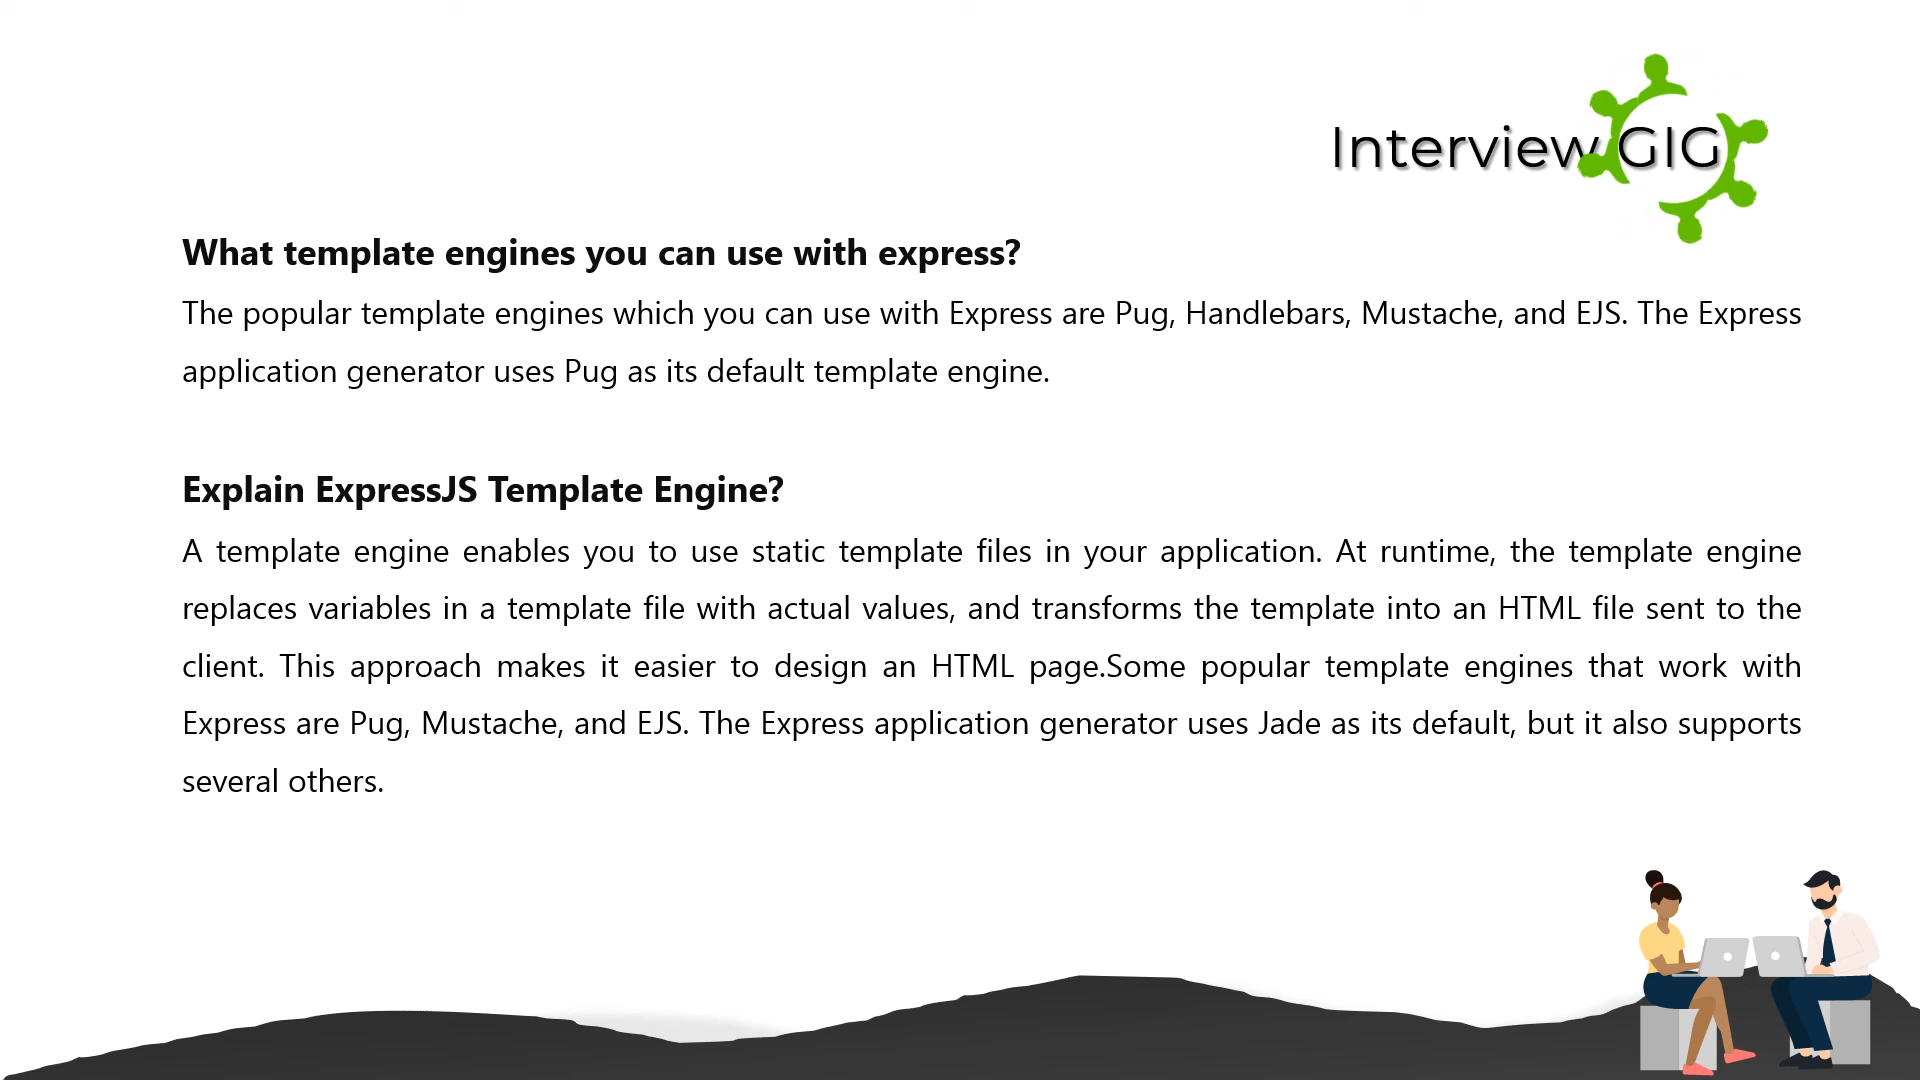 Interview GIG
What template engines you can use with express?
The popular template engines which you can use with Express are Pug, Handlebars, Mustache, and EJS. The Express
application generator uses Pug as its default template engine.
Explain ExpressJS Template Engine?
A template engine enables you to use static template files in your application. At runtime, the template engine
replaces variables in a template file with actual values, and transforms the template into an HTML file sent to the
client. This approach makes it easier to design an HTML page.Some popular template engines that work with
Express are Pug, Mustache, and EJS. The Express application generator uses Jade as its default, but it also supports
several others.